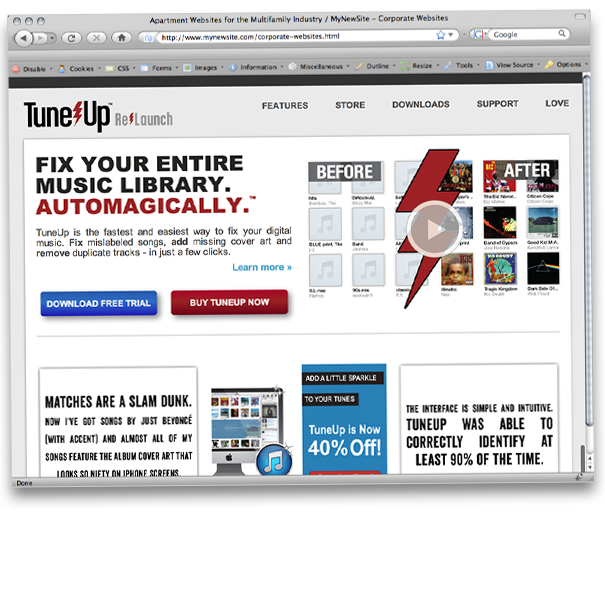 Apartment Websites for the Multifamily Industry / MyNewSite – Corporate Websites
http://www.mynewsite.com/corporate-websites.html
Google
Disable
Cookies
CSS
Forms
Images
Information
Miscellaneous
Outline
Resize
Tools
View Source
Options
TuneUp™ Re Launch
FEATURES
STORE
DOWNLOADS
SUPPORT
LOVE
FIX YOUR ENTIRE
MUSIC LIBRARY.
AUTOMAGICALLY.™
TuneUp is the fastest and easiest way to fix your digital
music. Fix mislabeled songs, add missing cover art and
remove duplicate tracks - in just a few clicks.
Learn more »
DOWNLOAD FREE TRIAL
BUY TUNEUP NOW
BEFORE
AFTER
Tragic Kingdom
Pink Floyd
MATCHES ARE A SLAM DUNK.
NOW I'VE GOT SONGS BY JUST BEYONCÉ
(WITH ACCENT) AND ALMOST ALL OF MY
SONGS FEATURE THE ALBUM COVER ART THAT
LOOKS SO NIFTY ON IPHONE SCREENS.
ADD A LITTLE SPARKLE
TO YOUR TUNES
TuneUp is Now
40% Off!
THE INTERFACE IS SIMPLE AND INTUITIVE.
TUNEUP WAS ABLE TO
CORRECTLY IDENTIFY AT
LEAST 90% OF THE TIME.
Done